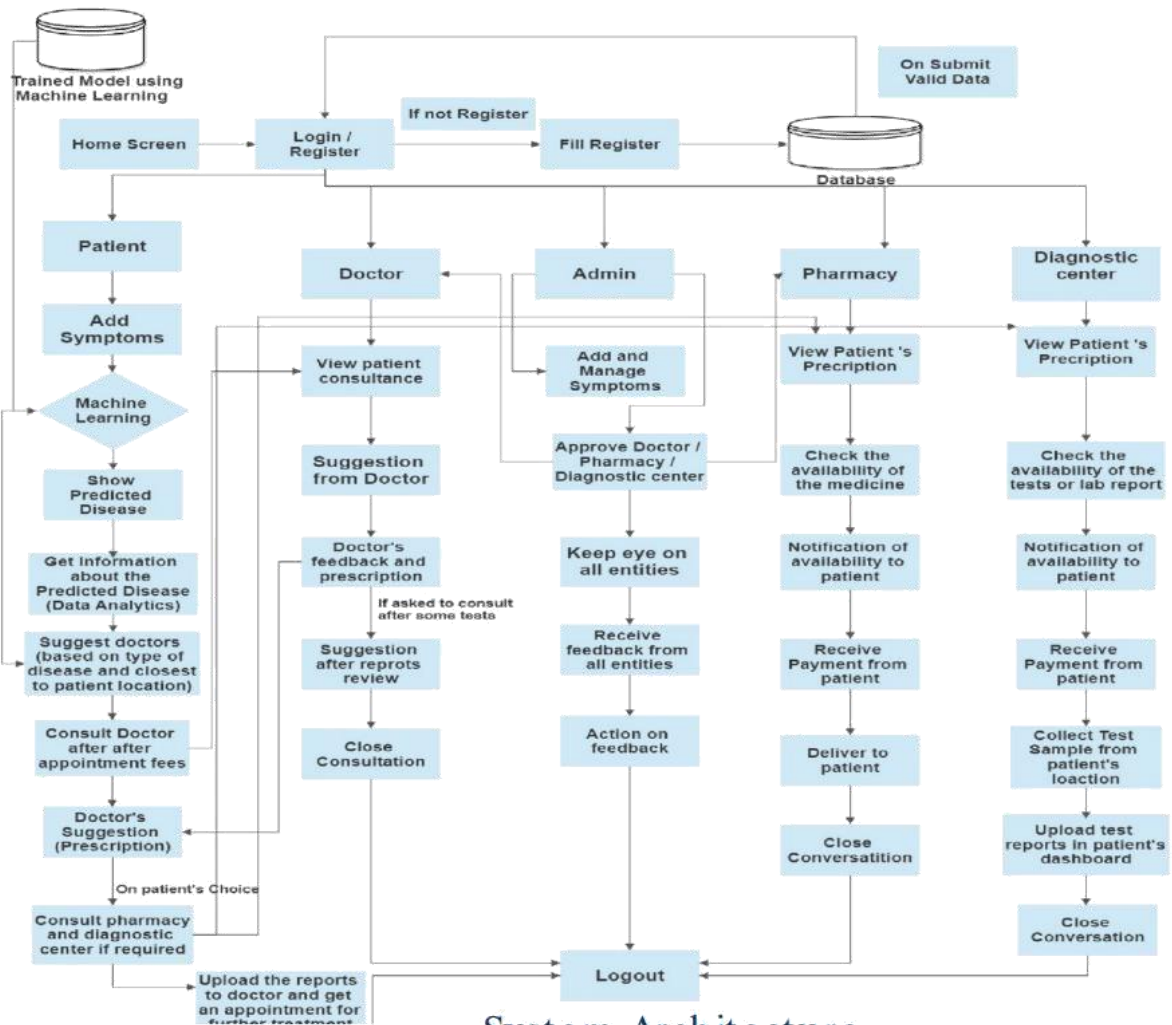 Trained Model using
Machine Learning
On Submit
Valid Data
If not Register
Home Screen
Login /
Register
Fill Register
Database
Patient
Doctor
Admin
Pharmacy
Diagnostic
center
Add
Symptoms
View patient
consultance
Add and
Manage
Symptoms
View Patient 's
Precription
View Patient 's
Precription
Machine
Learning
Suggestion
from Doctor
Approve Doctor /
Pharmacy /
Diagnostic center
Check the
availability of
the medicine
Check the
availability of the
tests or lab report
Show
Predicted
Disease
Get Information
about the
Predicted Disease
(Data Analytics)
Doctor's
feedback and
prescription
Keep eye on
all entities
Notification of
availability to
patient
Notification of
availability to
patient
If asked to consult
after some tests
Suggest doctors
(based on type of
disease and closest
to patient location)
Suggestion
after reprots
review
Receive
feedback from
all entities
Receive
Payment from
patient
Receive
Payment from
patient
Consult Doctor
after after
appointment fees
Close
Consultation
Action on
feedback
Deliver to
patient
Collect Test
Sample from
patient's
loaction
Doctor's
Suggestion
(Prescription)
Close
Conversatition
Upload test
reports in patient's
dashboard
On patient's Choice
Consult pharmacy
and diagnostic
center if required
Close
Conversation
Logout
Upload the reports
to doctor and get
an appointment for
further treatment
System Architecture